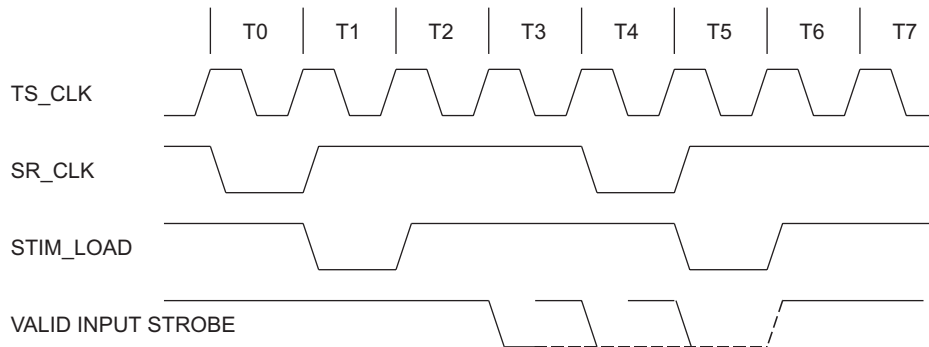 T0 T1 T2 T3 T4 T5 T6 T7
TS_CLK
SR_CLK
STIM_LOAD
VALID INPUT STROBE